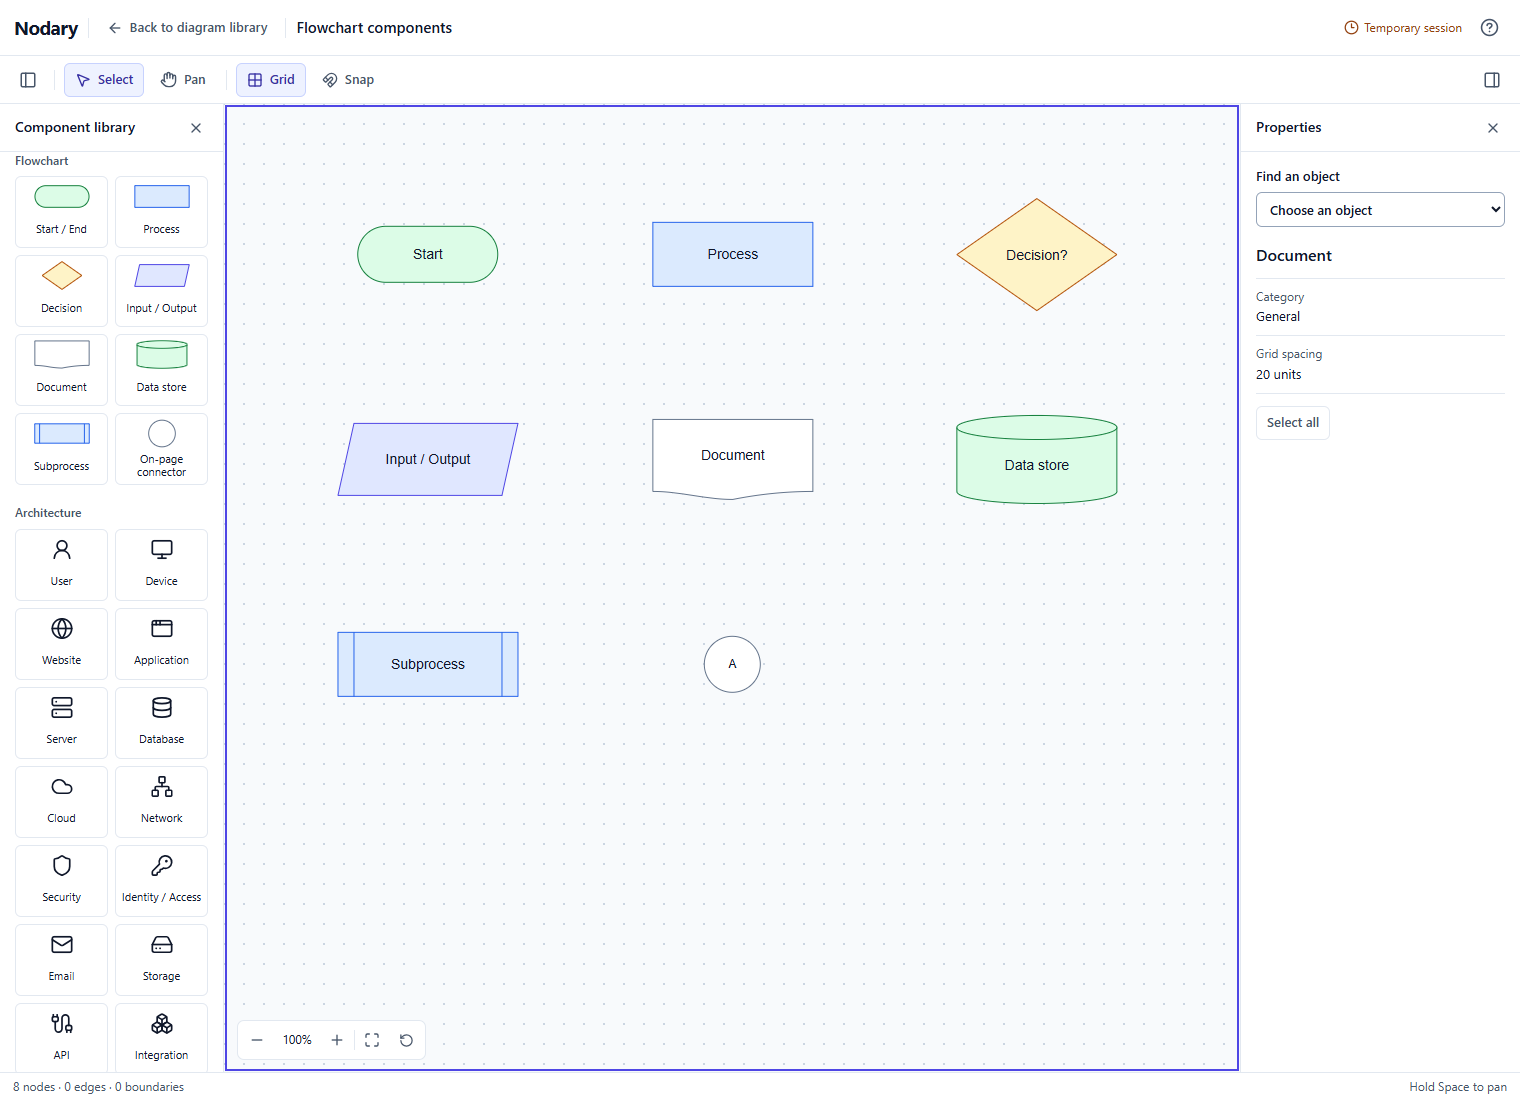 Nodary
Back to diagram library
Flowchart components
Temporary session
Select
Pan
Grid
Snap
Component library
Flowchart
Start / End
Process
Decision
Input / Output
Document
Data store
Subprocess
On-page
connector
Architecture
User
Device
Website
Application
Server
Database
Cloud
Network
Security
Identity / Access
Email
Storage
API
Integration
Start
Process
Decision?
Input / Output
Document
Data store
Subprocess
A
100%
Properties
Find an object
Choose an object
Document
Category
General
Grid spacing
20 units
Select all
8 nodes · 0 edges · 0 boundaries
Hold Space to pan